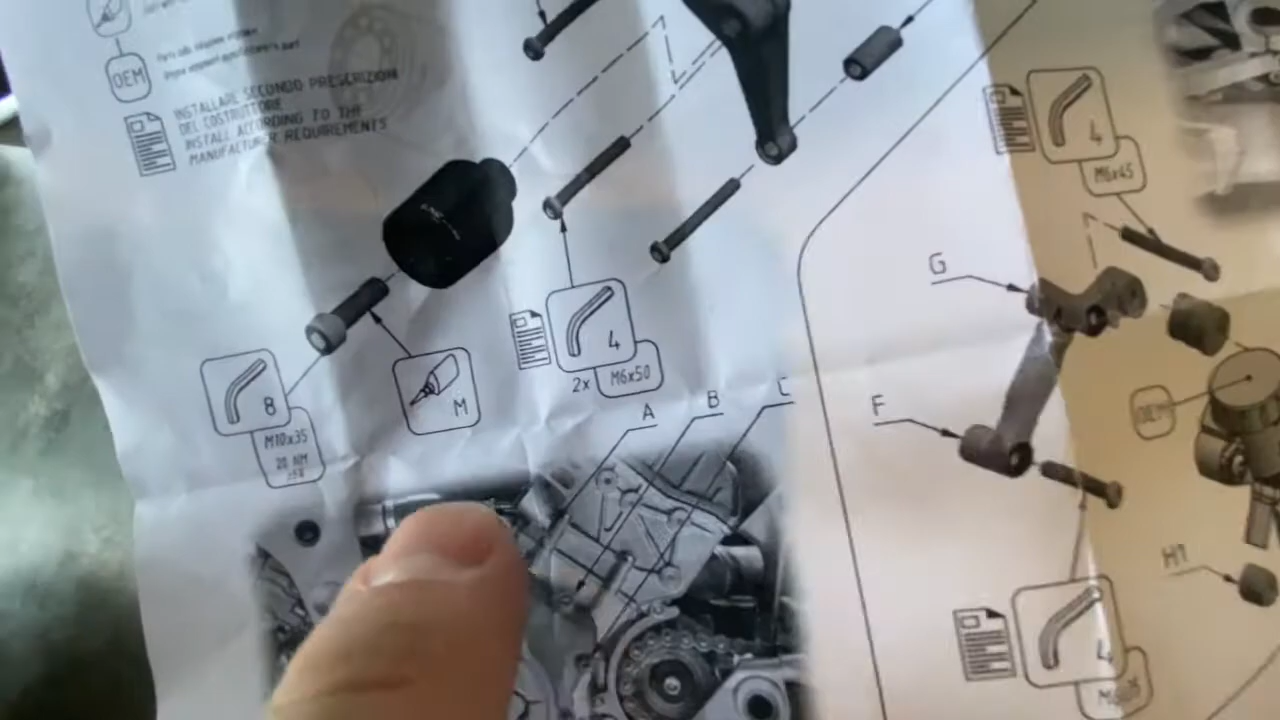 OEM
INSTALLARE SECONDO PRESCRIZIONI
DEL COSTRUTTORE
INSTALL ACCORDING TO THE
MANUFACTURER REQUIREMENTS
4
M6x45
G
4
2x M6x50
8
M10x35
20 NM
M
A B C
F
OEM
H1
4